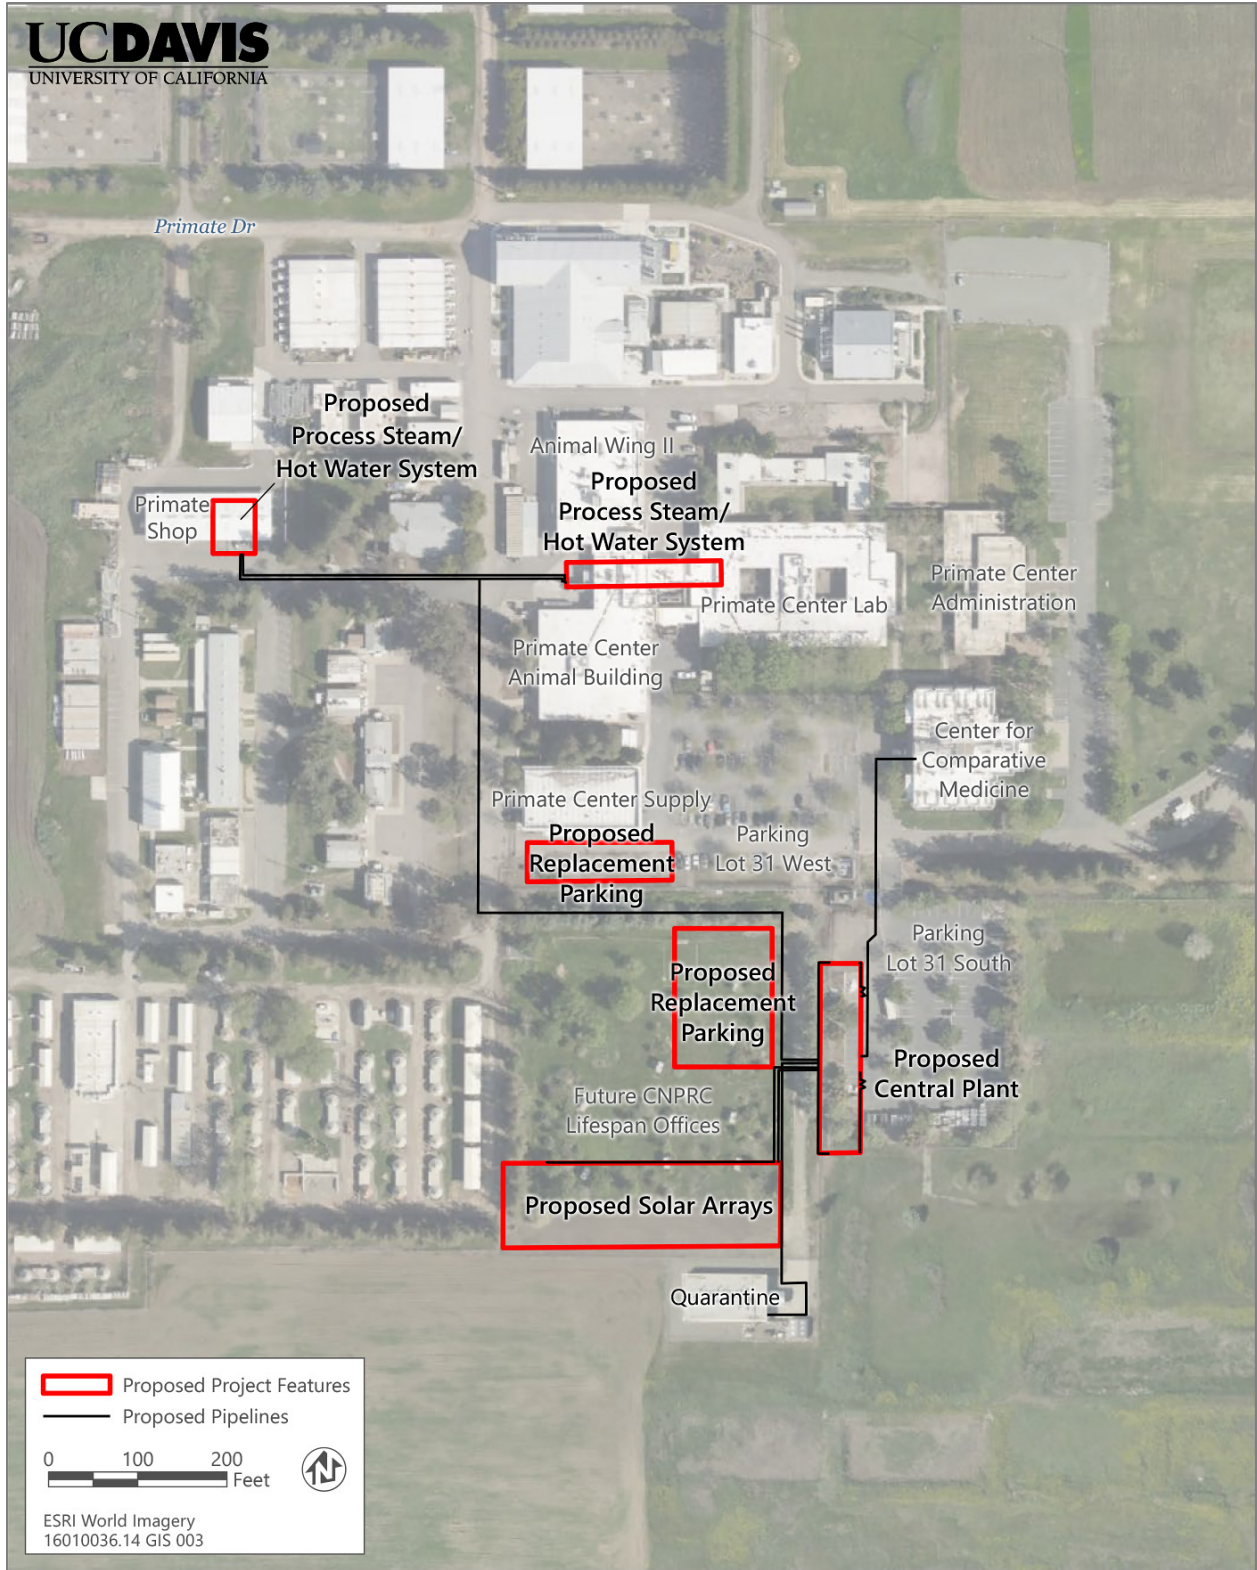 UCDAVIS
UNIVERSITY OF CALIFORNIA
Primate Dr
Proposed
Process Steam/
Hot Water System
Primate
Shop
Animal Wing II
Proposed
Process Steam/
Hot Water System
Primate Center Lab
Primate Center
Administration
Primate Center
Animal Building
Center for
Comparative
Medicine
Primate Center Supply
Proposed
Replacement
Parking
Parking
Lot 31 West
Parking
Lot 31 South
Proposed
Replacement
Parking
Proposed
Central Plant
Future CNPRC
Lifespan Offices
Proposed Solar Arrays
Quarantine
Proposed Project Features
Proposed Pipelines
0 100 200
Feet
N
ESRI World Imagery
16010036.14 GIS 003